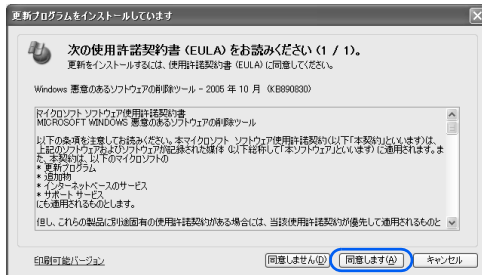 更新プログラムをインストールしています
次の使用許諾契約書 (EULA) をお読みください (1 / 1)。
更新をインストールするには、使用許諾契約書 (EULA) に同意してください。
Windows 悪意のあるソフトウェアの削除ツール - 2005 年 10 月 (KB890830)
マイクロソフト ソフトウェア使用許諾契約書
MICROSOFT WINDOWS 悪意のあるソフトウェアの削除ツール
以下の条項を注意してお読みください。本マイクロソフト ソフトウェア使用許諾契約(以下「本契約」といいます)は、
上記のソフトウェアおよびソフトウェアが記録された媒体 (以下総称して「本ソフトウェア」といいます) に適用されます。ま
た、本契約は、以下のマイクロソフトの
* 更新プログラム
* 追加物
* インターネットベースのサービス
* サポート サービス
にも適用されるものとします。
但し、これらの製品に別途固有の使用許諾契約がある場合には、当該使用許諾契約が優先して適用されるものと
印刷可能バージョン
同意しません(D)
同意します(A)
キャンセル